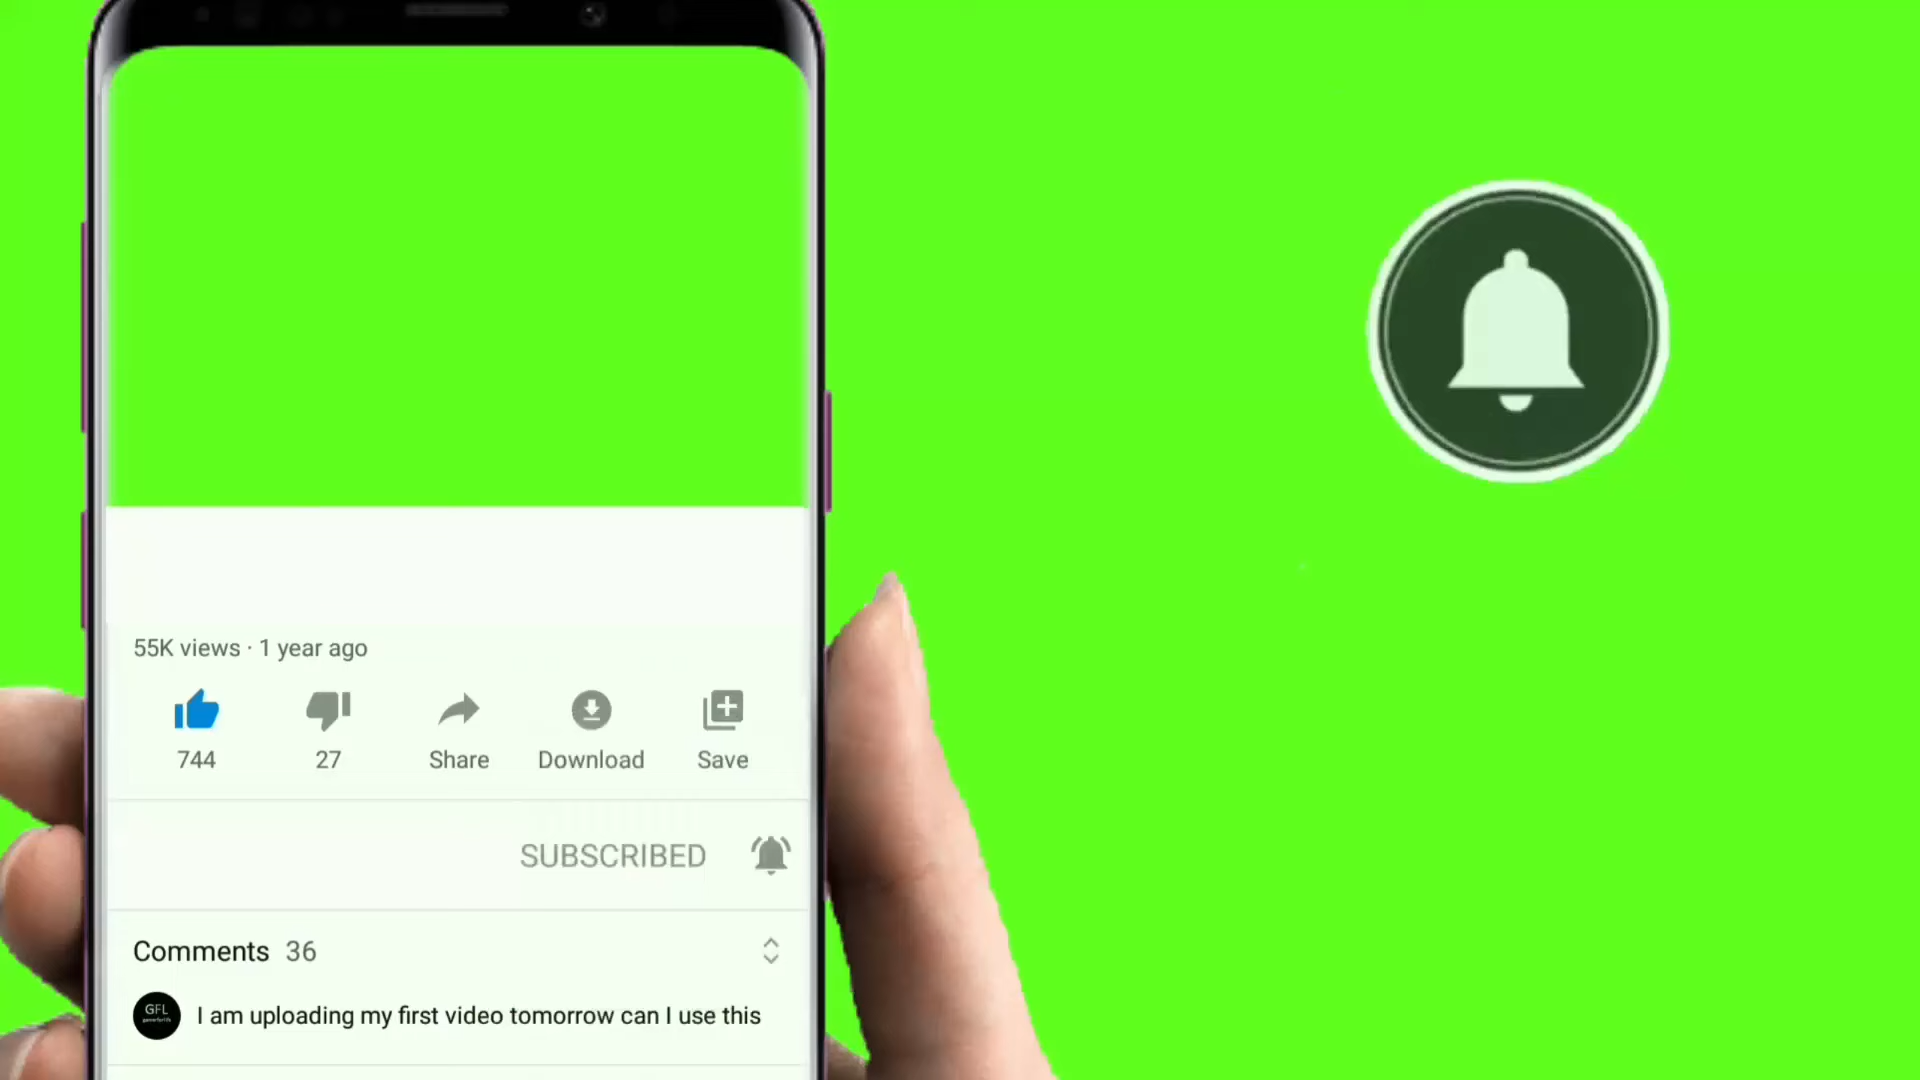 55K views · 1 year ago
744 27 Share Download Save
SUBSCRIBED
Comments 36
GFL
I am uploading my first video tomorrow can I use this